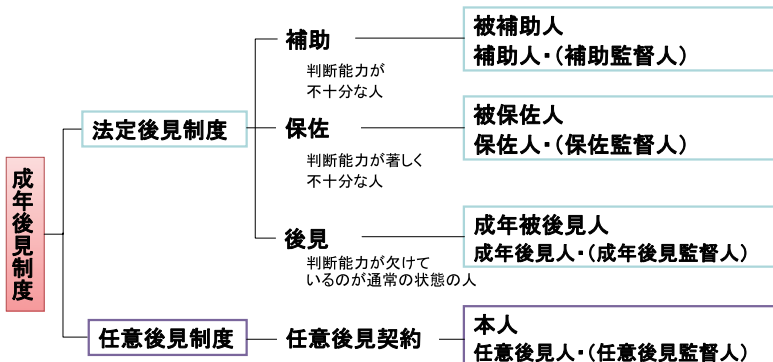 成年後見制度
法定後見制度
補助
判断能力が
不十分な人
被補助人
補助人・(補助監督人)
保佐
判断能力が著しく
不十分な人
被保佐人
保佐人・(保佐監督人)
後見
判断能力が欠けて
いるのが通常の状態の人
成年被後見人
成年後見人・(成年後見監督人)
任意後見制度
任意後見契約
本人
任意後見人・(任意後見監督人)